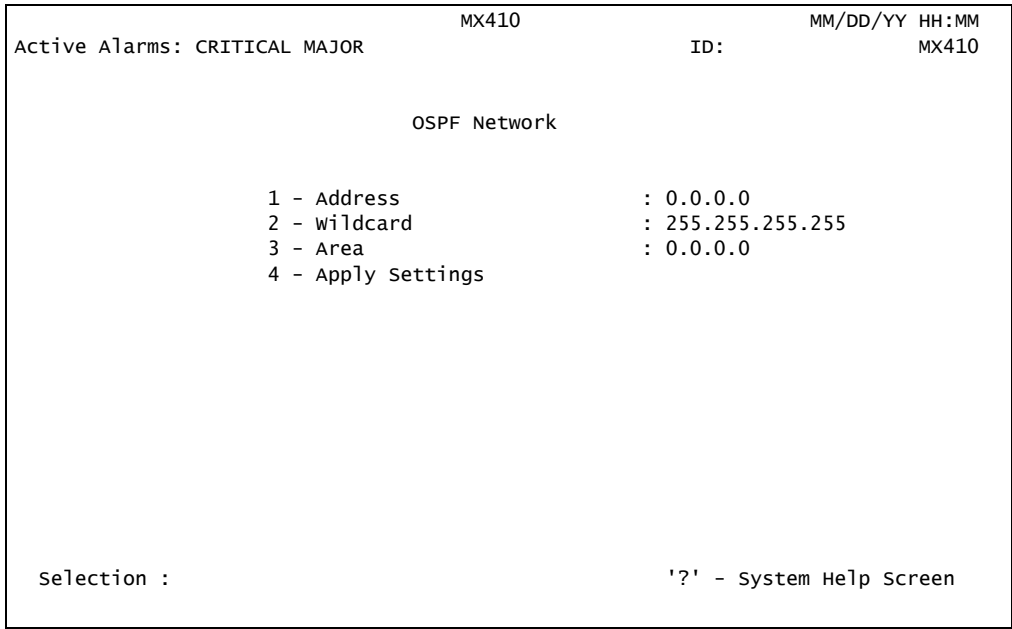 MX410 MM/DD/YY HH:MM
Active Alarms: CRITICAL MAJOR ID: MX410
OSPF Network
1 - Address : 0.0.0.0
2 - Wildcard : 255.255.255.255
3 - Area : 0.0.0.0
4 - Apply Settings
Selection : '?' - System Help Screen